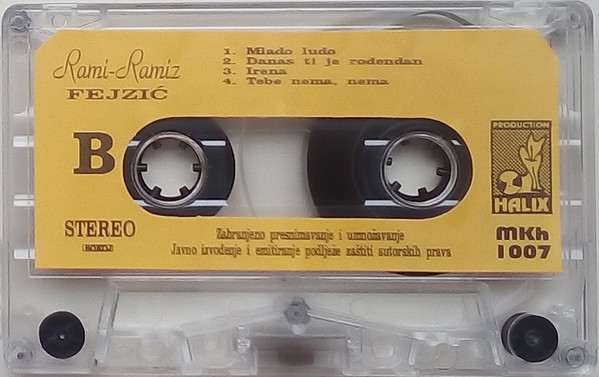 Rami-Ramiz
FEJZIĆ
1. Mlado ludo
2. Danas ti je rođendan
3. Irena
4. Tebe nema, nema
B
STEREO
PRODUCTION
HALIX
MKh
1007
Zabranjeno presnimavanje i umnožavanje
Javno izvođenje i emitiranje podlježe zaštiti autorskih prava